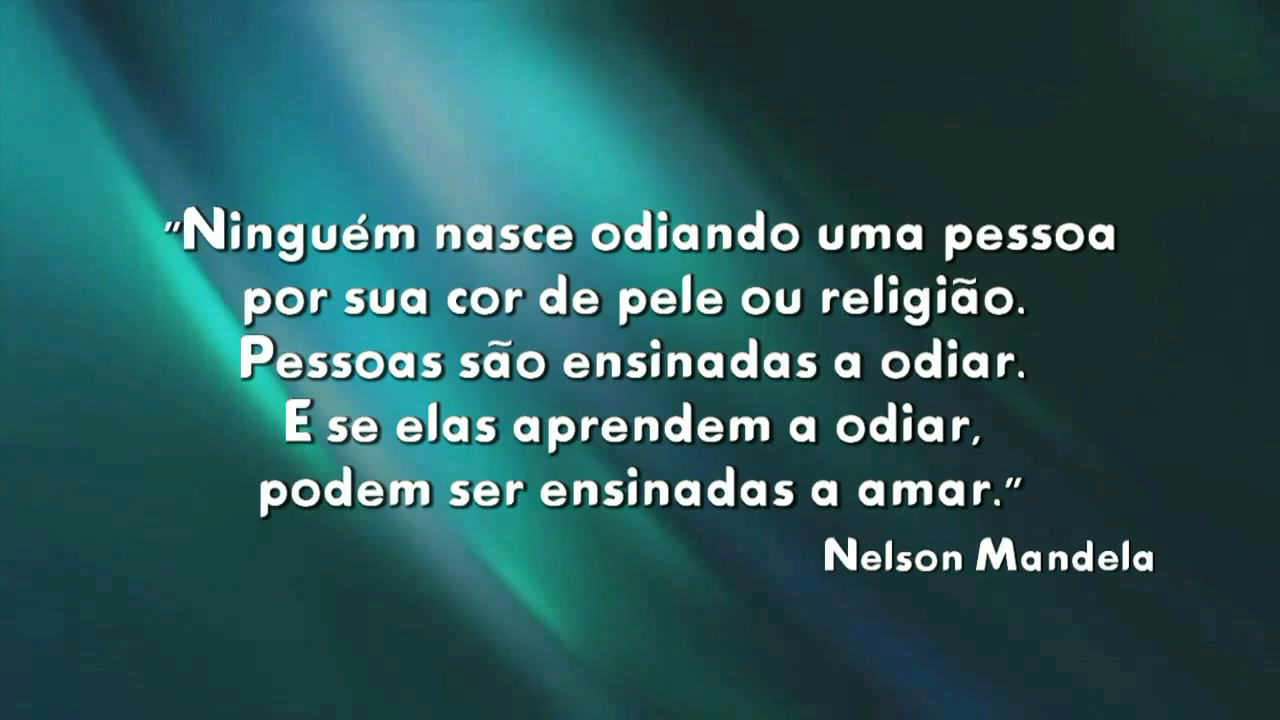 "Ninguém nasce odiando uma pessoa
por sua cor de pele ou religião.
Pessoas são ensinadas a odiar.
E se elas aprendem a odiar,
podem ser ensinadas a amar."
Nelson Mandela